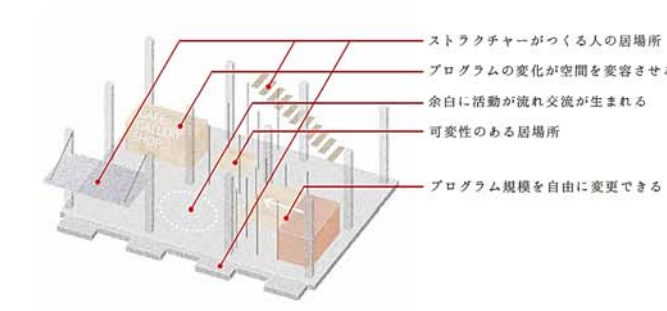 ストラクチャーがつくる人の居場所
プログラムの変化が空間を変容させ
余白に活動が流れ交流が生まれる
可変性のある居場所
プログラム規模を自由に変更できる
CAFE
GALLERY
SHOP